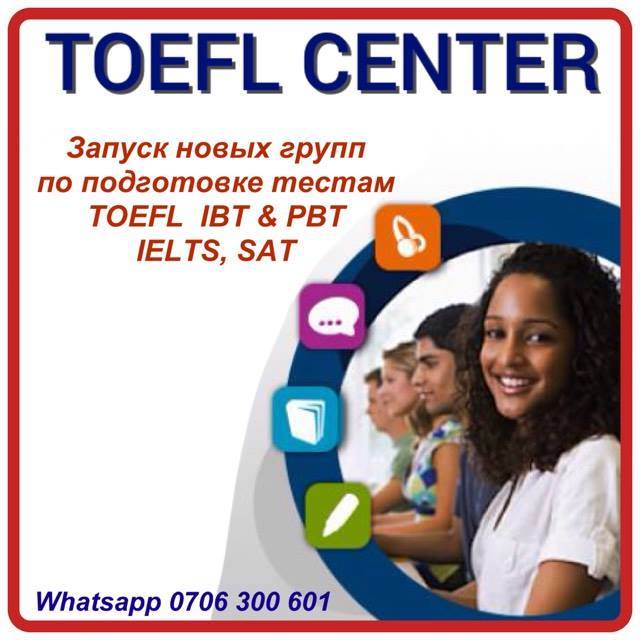 TOEFL CENTER
Запуск новых групп
по подготовке тестам
TOEFL IBT & PBT
IELTS, SAT
Whatsapp 0706 300 601